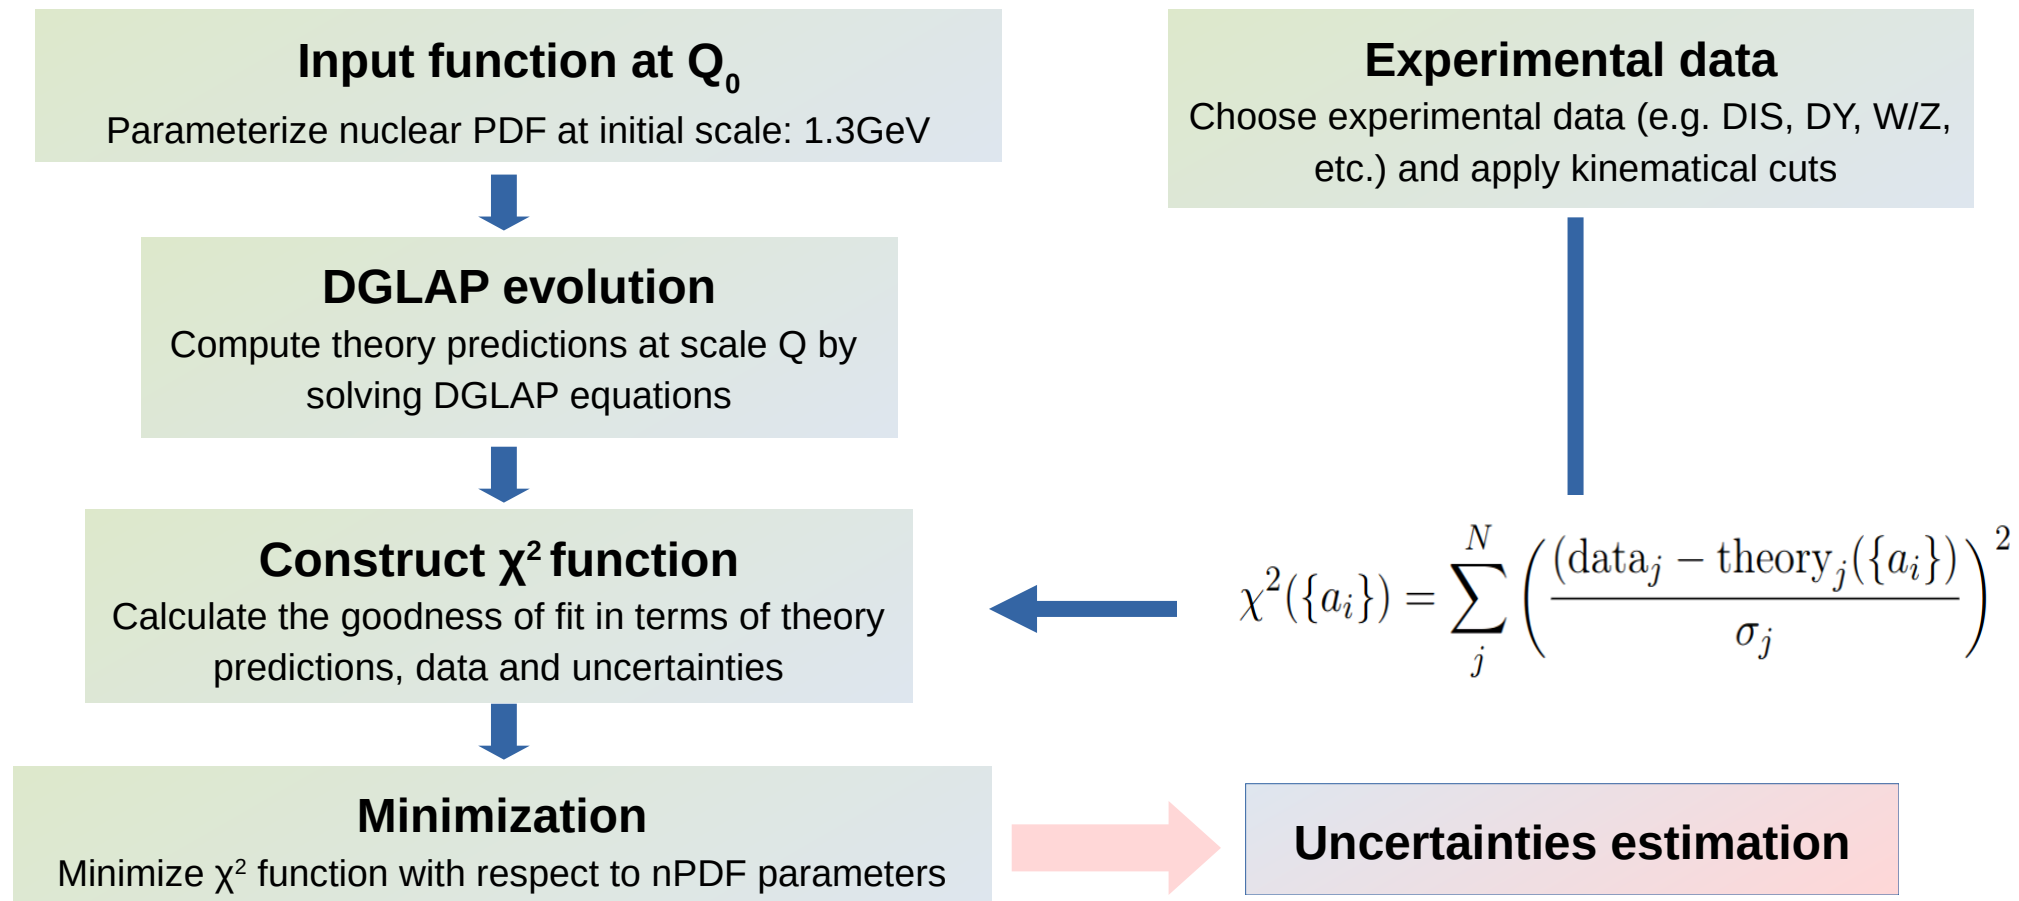 Input function at Q₀
Parameterize nuclear PDF at initial scale: 1.3GeV
DGLAP evolution
Compute theory predictions at scale Q by
solving DGLAP equations
Construct χ² function
Calculate the goodness of fit in terms of theory
predictions, data and uncertainties
Minimization
Minimize χ² function with respect to nPDF parameters
Experimental data
Choose experimental data (e.g. DIS, DY, W/Z,
etc.) and apply kinematical cuts
χ²({aᵢ}) = ∑ⱼᴺ ( (dataⱼ − theoryⱼ({aᵢ}) / σⱼ )²
Uncertainties estimation